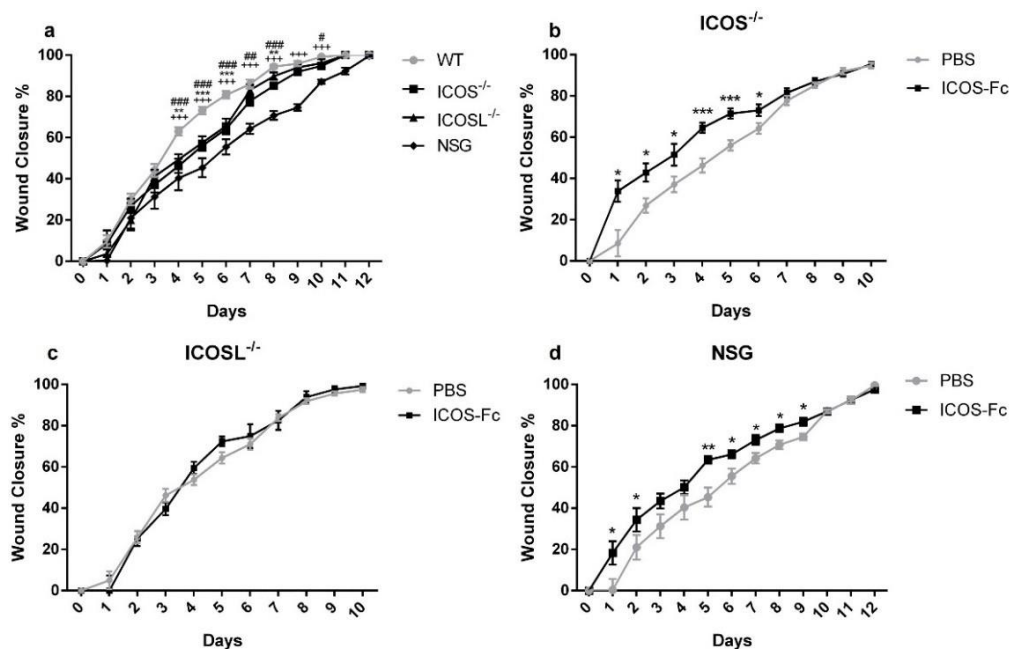 a
###
**
+++
###
***
+++
###
***
+++
##
+++
###
**
+++
+++
#
+++
WT
ICOS-/-
ICOSL-/-
NSG
Wound Closure %
100
80
60
40
20
0
0 1 2 3 4 5 6 7 8 9 10 11 12
Days
b
ICOS-/-
PBS
ICOS-Fc
* * * *** *** *
Wound Closure %
100
80
60
40
20
0
0 1 2 3 4 5 6 7 8 9 10
Days
c
ICOSL-/-
PBS
ICOS-Fc
Wound Closure %
100
80
60
40
20
0
0 1 2 3 4 5 6 7 8 9 10
Days
d
NSG
PBS
ICOS-Fc
* * ** * * * *
Wound Closure %
100
80
60
40
20
0
0 1 2 3 4 5 6 7 8 9 10 11 12
Days